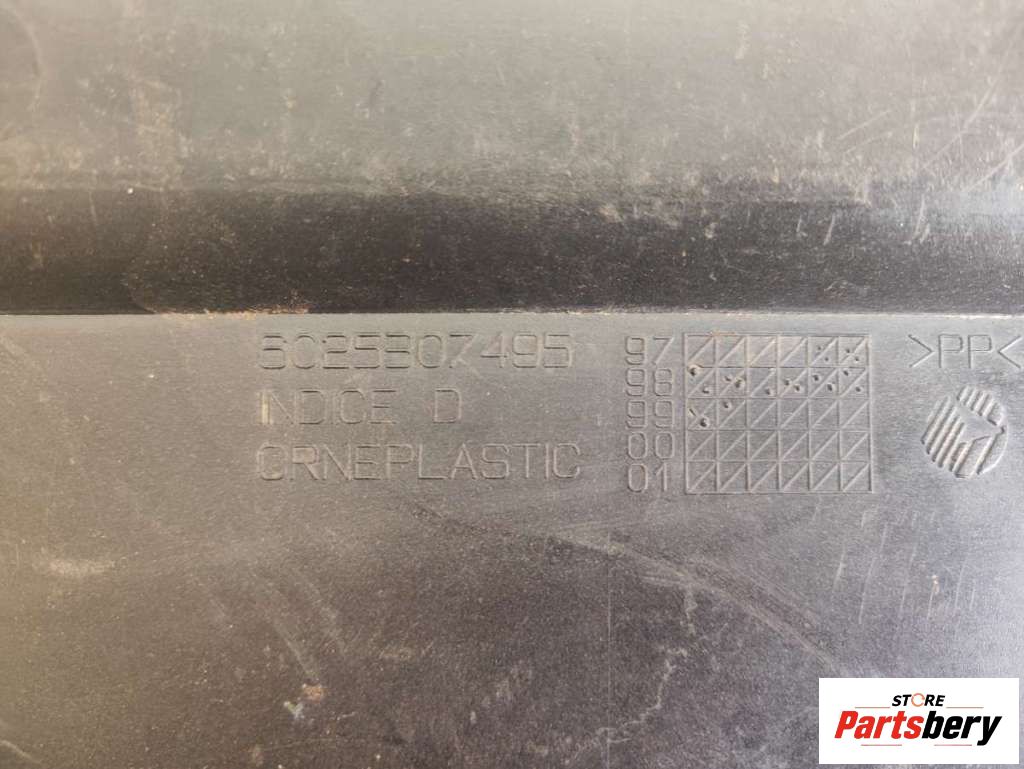 6025307495
INDICE D
ORNEPLASTIC
97
98
99
00
01
>PP<
STORE
Partsbery